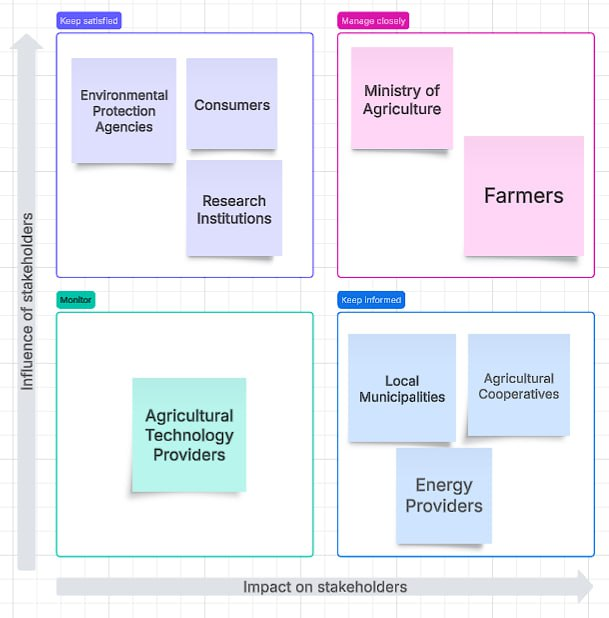 Keep satisfied
Environmental
Protection
Agencies
Consumers
Research
Institutions
Manage closely
Ministry of
Agriculture
Farmers
Influence of stakeholders
Monitor
Agricultural
Technology
Providers
Keep informed
Local
Municipalities
Agricultural
Cooperatives
Energy
Providers
Impact on stakeholders